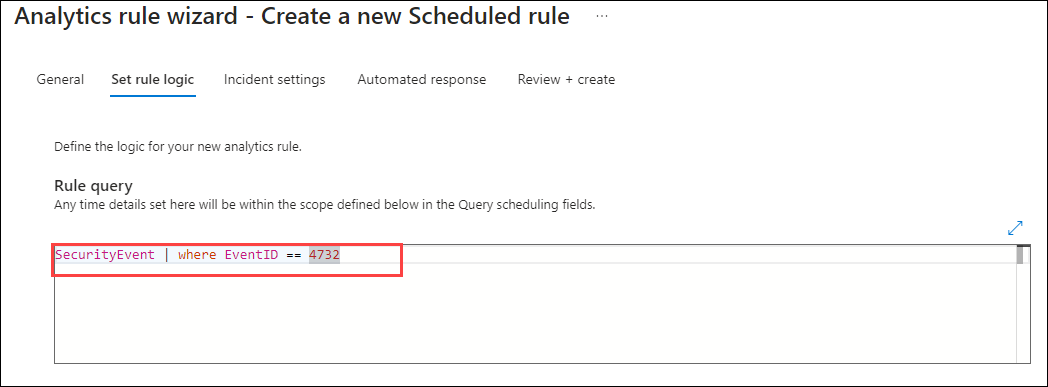 Analytics rule wizard - Create a new Scheduled rule ...
General Set rule logic Incident settings Automated response Review + create
Define the logic for your new analytics rule.
Rule query
Any time details set here will be within the scope defined below in the Query scheduling fields.
SecurityEvent | where EventID == 4732